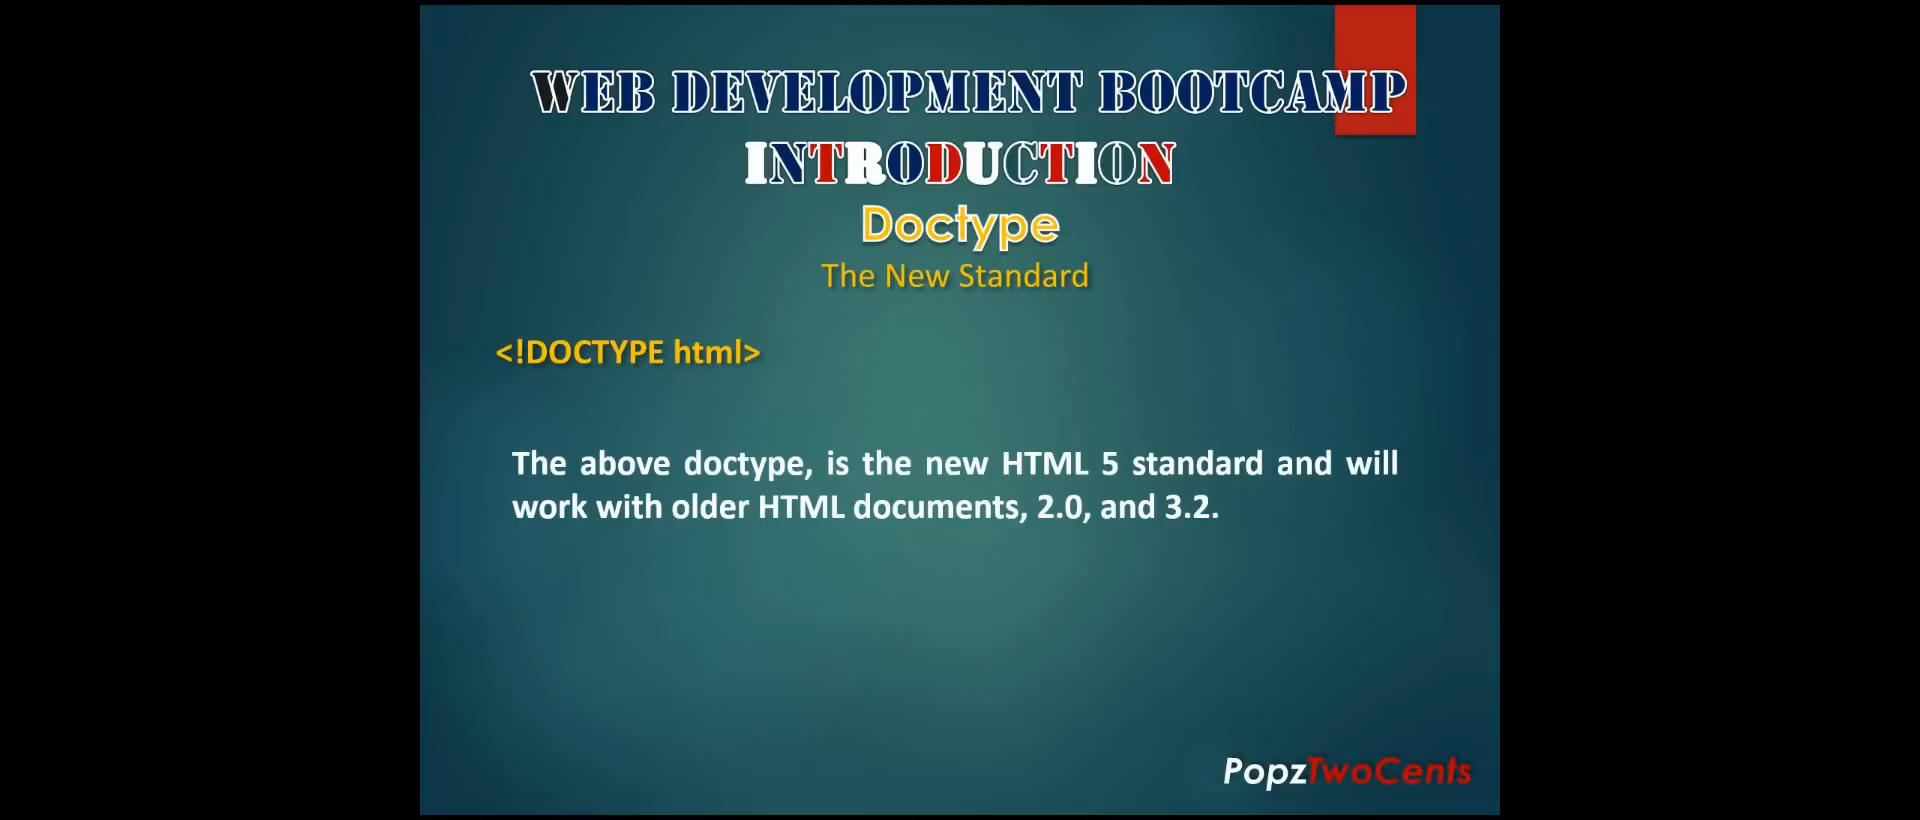 WEB DEVELOPMENT BOOTCAMP
INTRODUCTION
Doctype
The New Standard
<!DOCTYPE html>
The above doctype, is the new HTML 5 standard and will
work with older HTML documents, 2.0, and 3.2.
PopzTwoCents